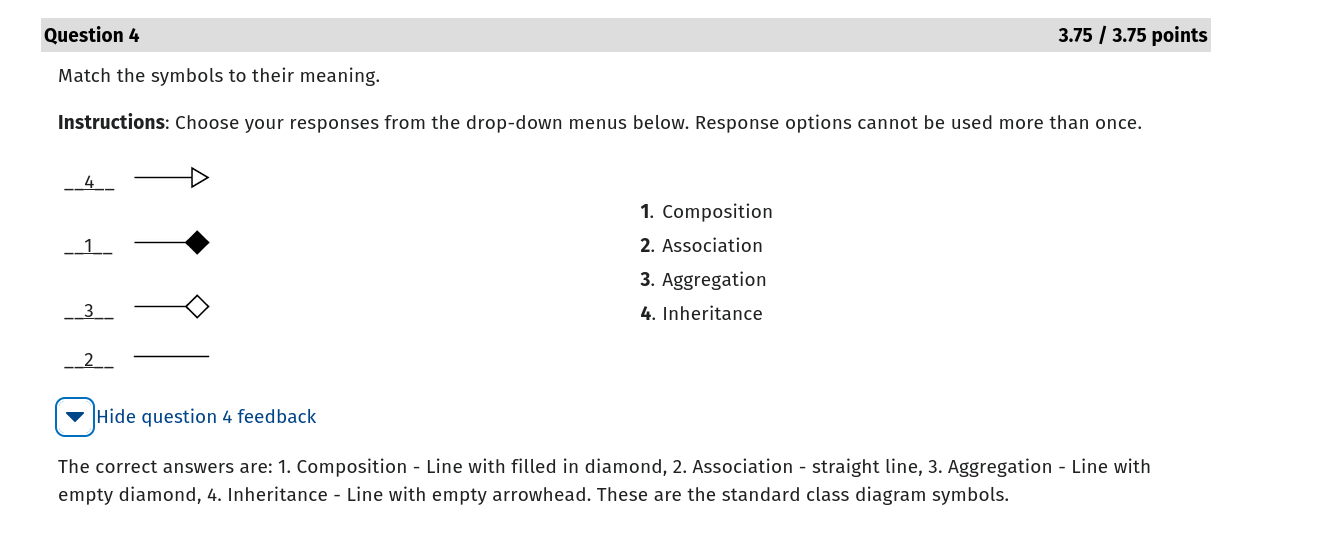 Question 4 3.75 / 3.75 points
Match the symbols to their meaning.
Instructions: Choose your responses from the drop-down menus below. Response options cannot be used more than once.
__4__
__1__
__3__
__2__
1. Composition
2. Association
3. Aggregation
4. Inheritance
Hide question 4 feedback
The correct answers are: 1. Composition - Line with filled in diamond, 2. Association - straight line, 3. Aggregation - Line with
empty diamond, 4. Inheritance - Line with empty arrowhead. These are the standard class diagram symbols.